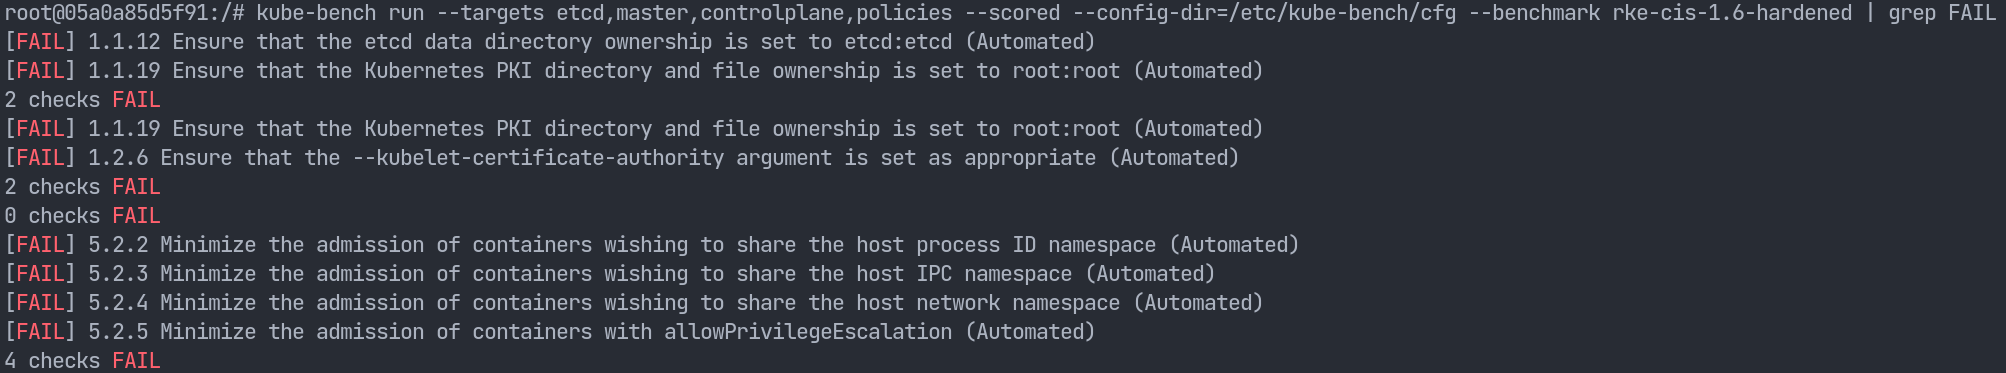 root@05a0a85d5f91:/# kube-bench run --targets etcd,master,controlplane,policies --scored --config-dir=/etc/kube-bench/cfg --benchmark rke-cis-1.6-hardened | grep FAIL
[FAIL] 1.1.12 Ensure that the etcd data directory ownership is set to etcd:etcd (Automated)
[FAIL] 1.1.19 Ensure that the Kubernetes PKI directory and file ownership is set to root:root (Automated)
2 checks FAIL
[FAIL] 1.1.19 Ensure that the Kubernetes PKI directory and file ownership is set to root:root (Automated)
[FAIL] 1.2.6 Ensure that the --kubelet-certificate-authority argument is set as appropriate (Automated)
2 checks FAIL
0 checks FAIL
[FAIL] 5.2.2 Minimize the admission of containers wishing to share the host process ID namespace (Automated)
[FAIL] 5.2.3 Minimize the admission of containers wishing to share the host IPC namespace (Automated)
[FAIL] 5.2.4 Minimize the admission of containers wishing to share the host network namespace (Automated)
[FAIL] 5.2.5 Minimize the admission of containers with allowPrivilegeEscalation (Automated)
4 checks FAIL